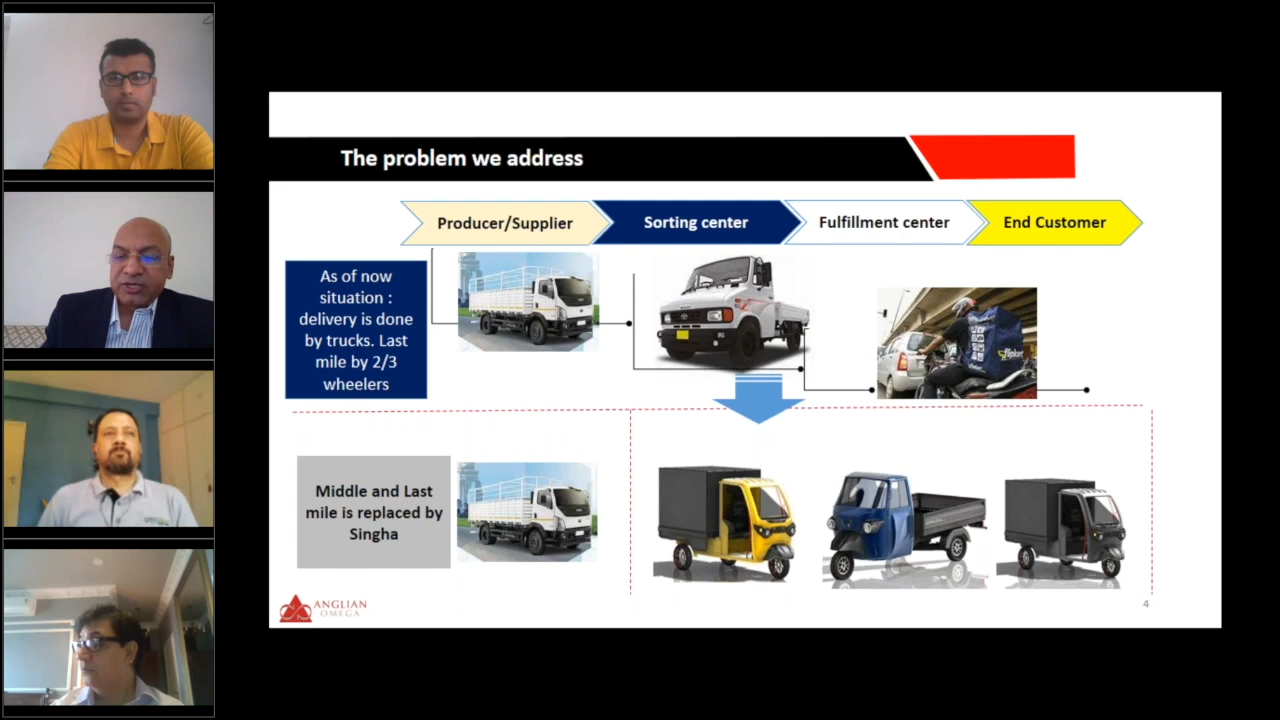 The problem we address
Producer/Supplier
Sorting center
Fulfillment center
End Customer
As of now
situation :
delivery is done
by trucks. Last
mile by 2/3
wheelers
flipkart
Middle and Last
mile is replaced by
Singha
ANGLIAN
OMEGA
4